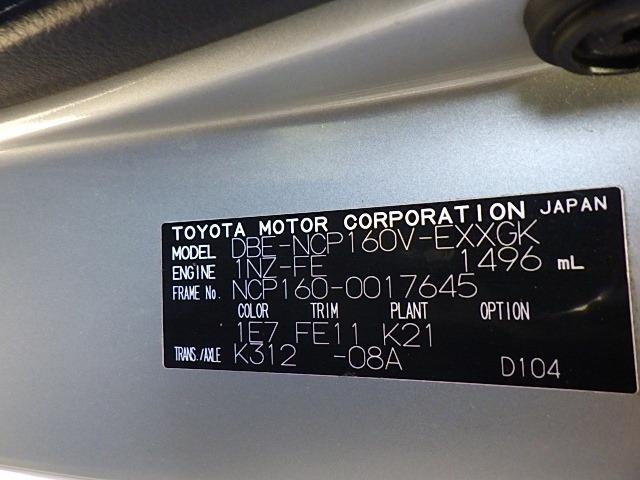 TOYOTA MOTOR CORPORATION JAPAN
MODEL DBE-NCP160V-EXXGK
ENGINE 1NZ-FE 1496 mL
FRAME No. NCP160-0017645
COLOR TRIM PLANT OPTION
1E7 FE11 K21
TRANS./AXLE K312 -08A D104